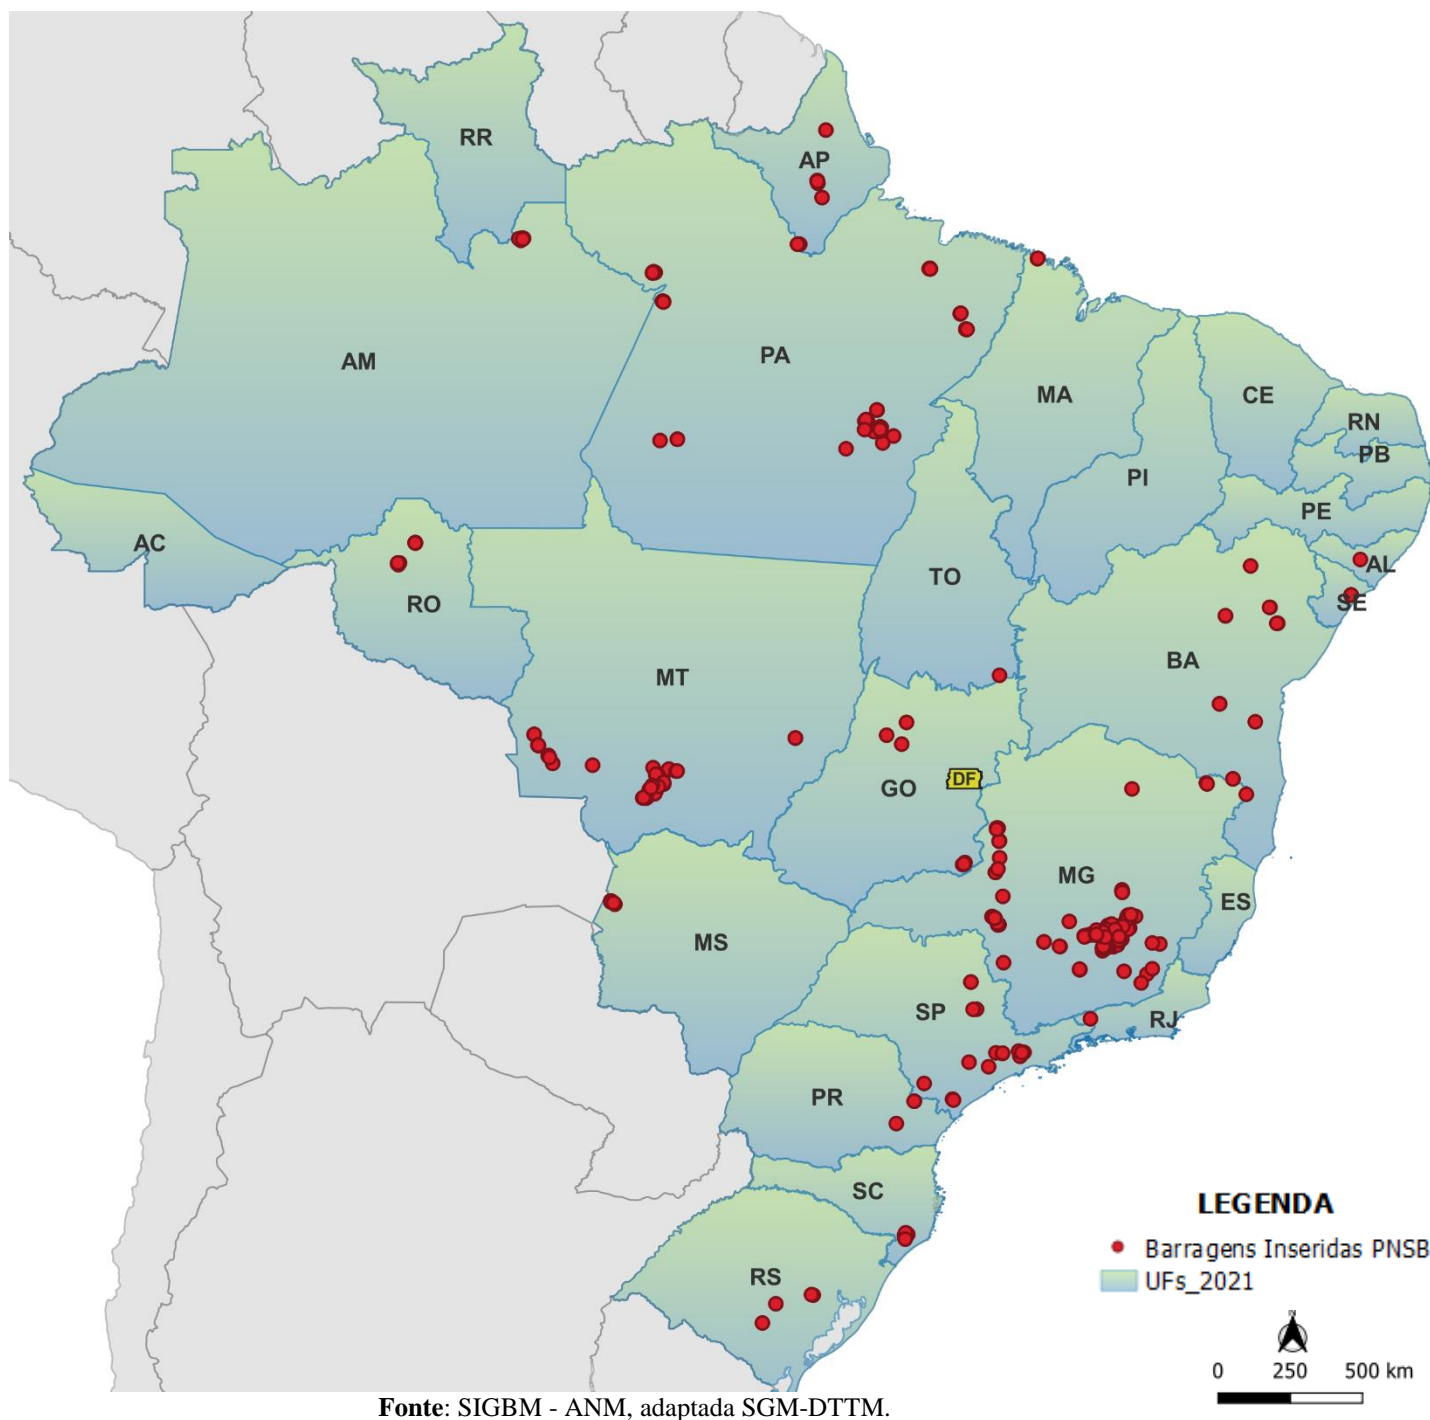 RR
AP
AM
PA
MA
CE
RN
PB
PI
PE
AC
AL
TO
RO
SE
BA
MT
DF
GO
MG
ES
MS
SP
RJ
PR
SC
RS
LEGENDA
Barragens Inseridas PNSB
UFs_2021
N
0 250 500 km
Fonte: SIGBM - ANM, adaptada SGM-DTTM.